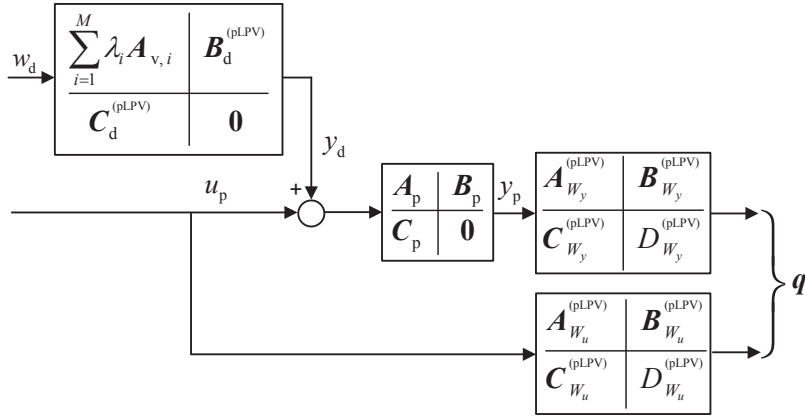 w_d
\sum_{i=1}^{M} \lambda_i A_{v,i} B_d^{(pLPV)}
C_d^{(pLPV)} 0
y_d
u_p
+
A_p B_p
C_p 0
y_p
A_{W_y}^{(pLPV)} B_{W_y}^{(pLPV)}
C_{W_y}^{(pLPV)} D_{W_y}^{(pLPV)}
q
A_{W_u}^{(pLPV)} B_{W_u}^{(pLPV)}
C_{W_u}^{(pLPV)} D_{W_u}^{(pLPV)}